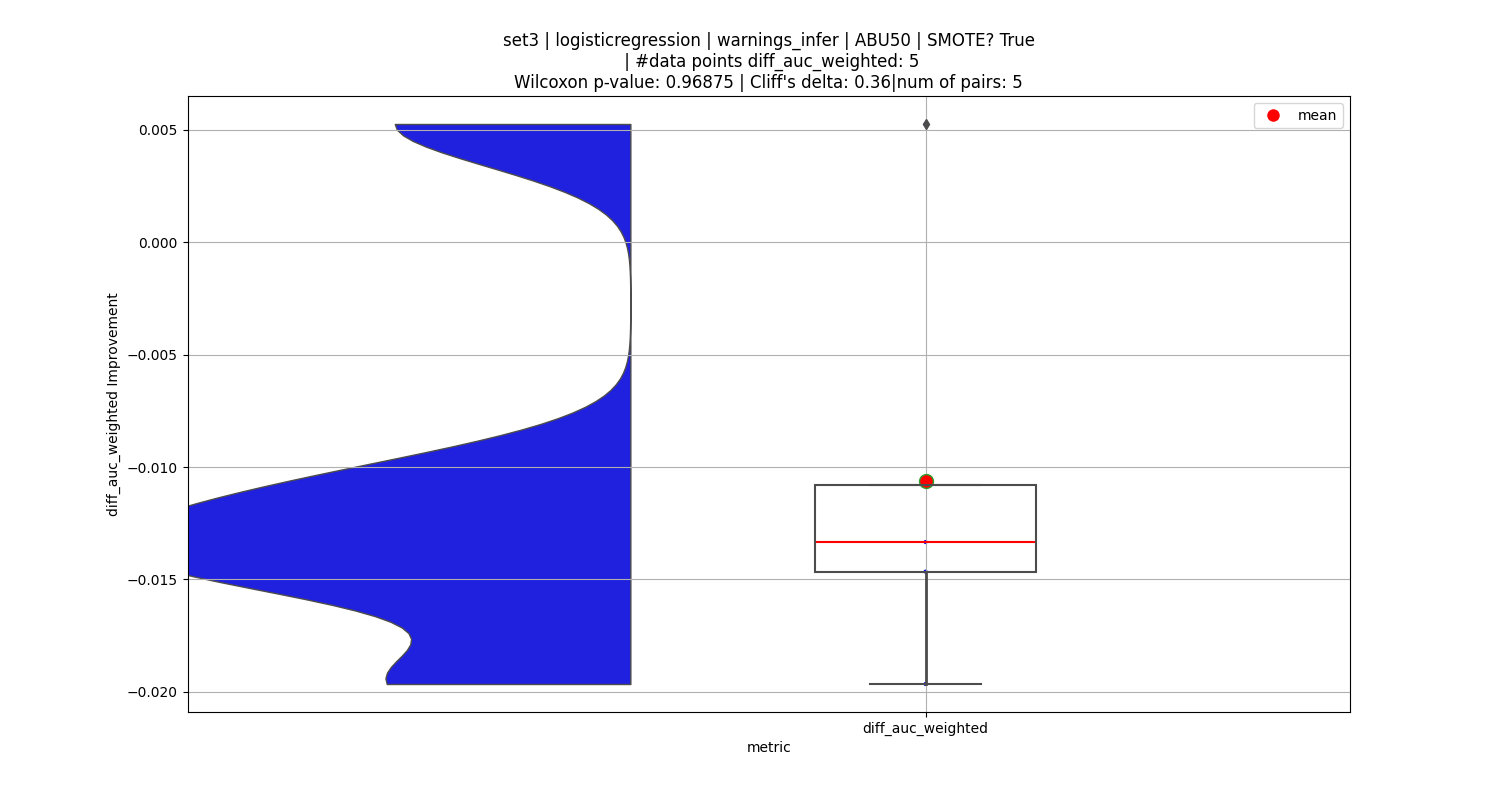 set3 | logisticregression | warnings_infer | ABU50 | SMOTE? True
| #data points diff_auc_weighted: 5
Wilcoxon p-value: 0.96875 | Cliff's delta: 0.36|num of pairs: 5
mean
0.005
0.000
−0.005
−0.010
−0.015
−0.020
diff_auc_weighted Improvement
diff_auc_weighted
metric